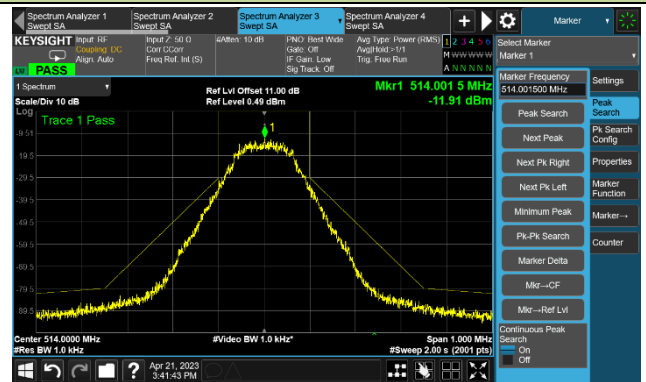 Spectrum Analyzer 1
Swept SA
Spectrum Analyzer 2
Swept SA
Spectrum Analyzer 3
Swept SA
Spectrum Analyzer 4
Swept SA
+
Marker
KEYSIGHT
Input: RF
Coupling: DC
Align: Auto
Input Z: 50 Ω
Corr CCorr
Freq Ref: Int (S)
#Atten: 10 dB
PNO: Best Wide
Gate: Off
IF Gain: Low
Sig Track: Off
Avg Type: Power (RMS)
Avg|Hold >1/1
Trig: Free Run
1 2 3 4 5 6
M W W W W W
A N N N N N
LW PASS
1 Spectrum
Scale/Div 10 dB
Ref Lvl Offset 11.00 dB
Ref Level 0.49 dBm
Mkr1 514.001 5 MHz
-11.91 dBm
Log
Trace 1 Pass
1
-9.51
-19.5
-29.5
-39.5
-49.5
-59.5
-69.5
-79.5
-89.5
Center 514.0000 MHz
#Res BW 1.0 kHz
#Video BW 1.0 kHz*
Span 1.000 MHz
#Sweep 2.00 s (2001 pts)
Apr 21, 2023
3:41:43 PM
?
Select Marker
Marker 1
Marker Frequency
514.001500 MHz
Peak Search
Next Peak
Next Pk Right
Next Pk Left
Minimum Peak
Pk-Pk Search
Marker Delta
Mkr→CF
Mkr→Ref Lvl
Continuous Peak
Search
On
Off
Settings
Peak
Search
Pk Search
Config
Properties
Marker
Function
Marker→
Counter